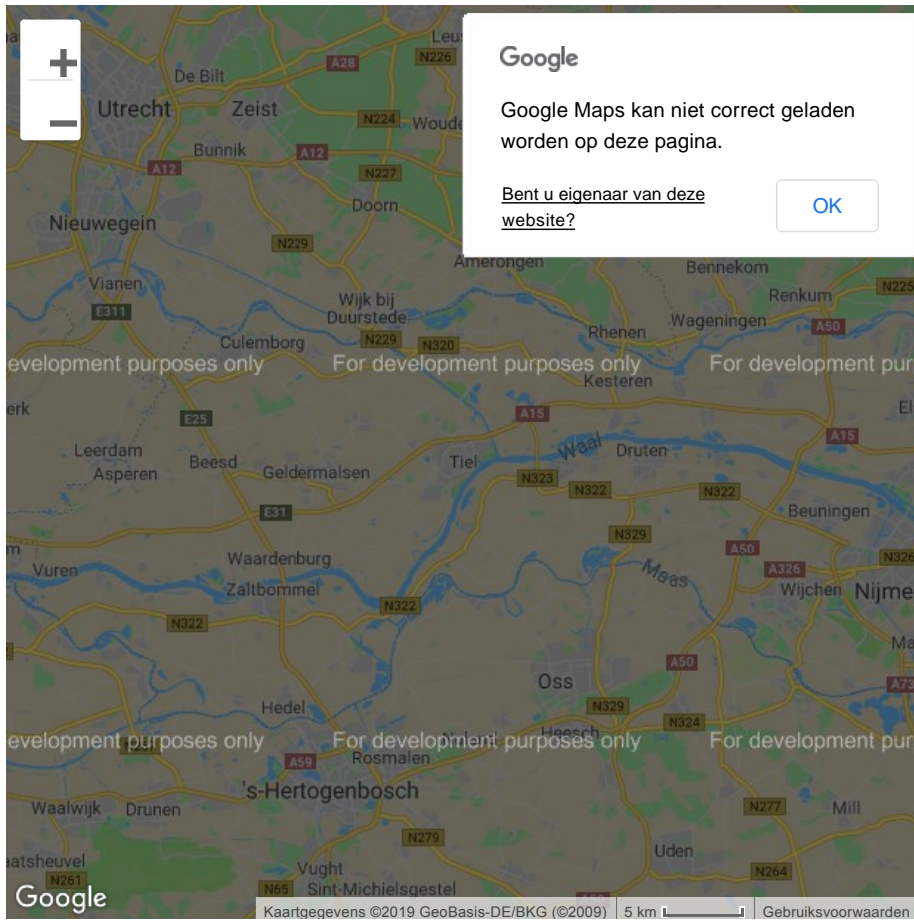 Leus
A28
N226
Google
De Bilt
Utrecht
Zeist
N224
Woude
Google Maps kan niet correct geladen
worden op deze pagina.
Bunnik
A12
A12
N227
Bent u eigenaar van deze
website?
OK
Doorn
Nieuwegein
N229
Amerongen
Bennekom
Vianen
Renkum
N225
Wijk bij
Duurstede
E311
Wageningen
A50
Culemborg
N229
N320
Rhenen
evelopment purposes only
For development purposes only
For development pur
Kesteren
erk
E25
A15
El
A15
Leerdam
Asperen
Beesd
Geldermalsen
Tiel
Waal
Druten
N323
N322
N322
E31
Beuningen
N329
m
Vuren
Waardenburg
A50
N326
Maas
A326
Zaltbommel
N322
Wijchen
Nijme
N322
Ma
A50
Oss
A73
Hedel
N329
N324
evelopment purposes only
For development purposes only
For development pur
Heesch
A59
Rosmalen
's-Hertogenbosch
Waalwijk
Drunen
N277
Mill
N279
aatsheuvel
Uden
Vught
N261
N264
Google
N65
Sint-Michielsgestel
Kaartgegevens ©2019 GeoBasis-DE/BKG (©2009)
5 km
Gebruiksvoorwaarden